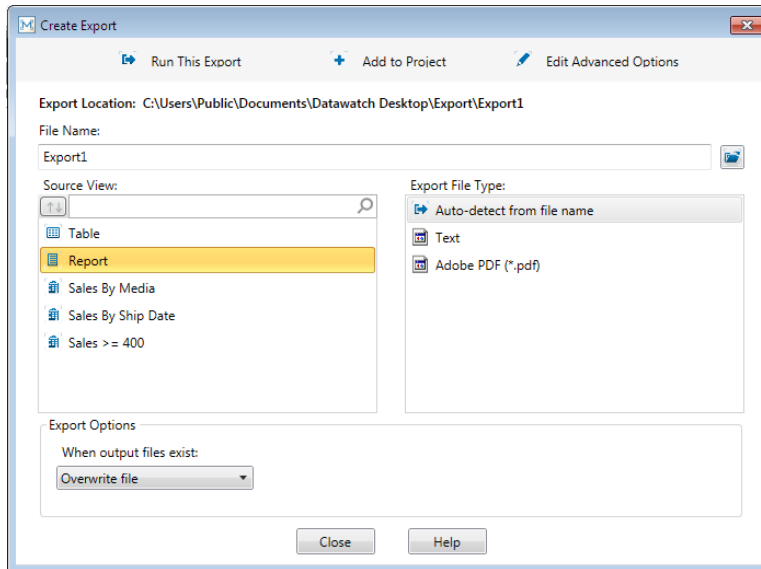 Create Export
Run This Export Add to Project Edit Advanced Options
Export Location: C:\Users\Public\Documents\Datawatch Desktop\Export\Export1
File Name:
Export1
Source View:
Table
Report
Sales By Media
Sales By Ship Date
Sales >= 400
Export File Type:
Auto-detect from file name
Text
Adobe PDF (*.pdf)
Export Options
When output files exist:
Overwrite file
Close Help